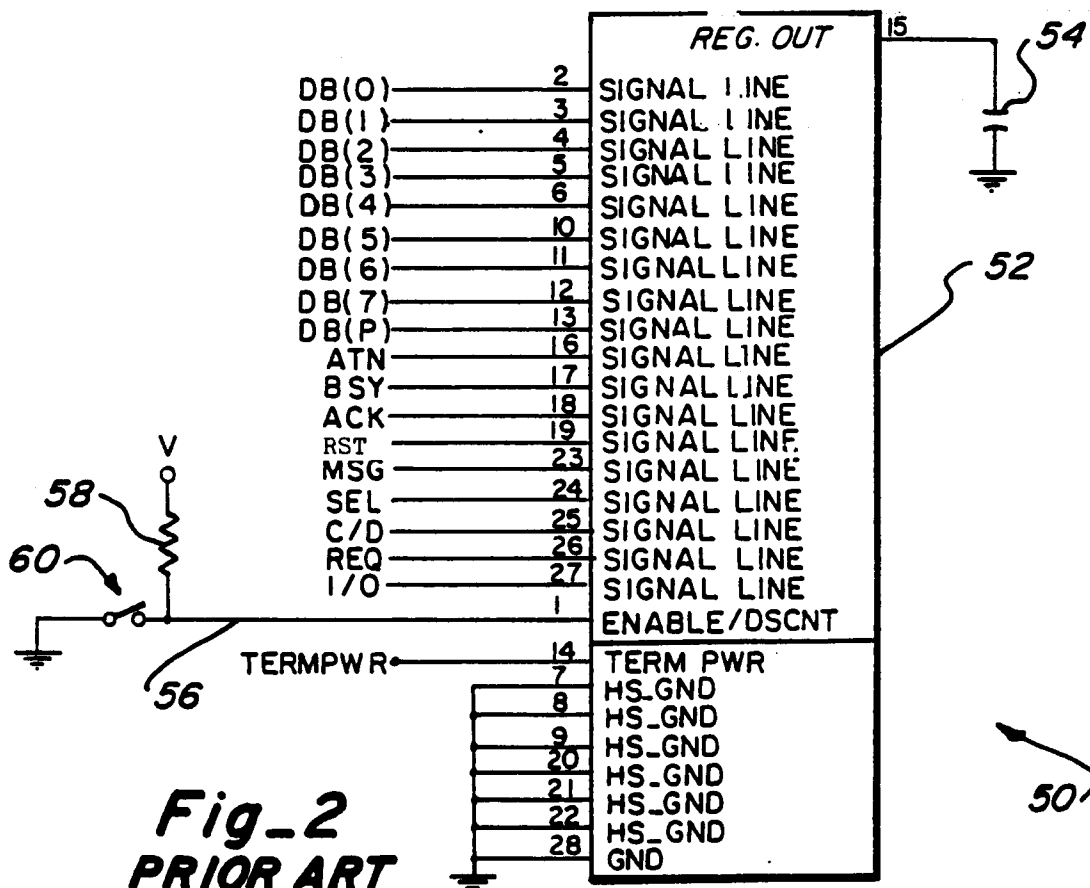 REG. OUT 15 54
DB(0) 2 SIGNAL LINE
DB(1) 3 SIGNAL LINE
DB(2) 4 SIGNAL LINE
DB(3) 5 SIGNAL LINE
DB(4) 6 SIGNAL LINE
DB(5) 10 SIGNAL LINE
DB(6) 11 SIGNAL LINE
52
DB(7) 12 SIGNAL LINE
DB(P) 13 SIGNAL LINE
ATN 16 SIGNAL LINE
BSY 17 SIGNAL LINE
ACK 18 SIGNAL LINE
RST 19 SIGNAL LINE
V
MSG 23 SIGNAL LINE
58
SEL 24 SIGNAL LINE
C/D 25 SIGNAL LINE
60
REQ 26 SIGNAL LINE
I/O 27 SIGNAL LINE
1 ENABLE/DSCNT
56
TERMPWR 14 TERM PWR
7 HS_GND
8 HS_GND
9 HS_GND
20 HS_GND
21 HS_GND
50
22 HS_GND
28 GND
Fig_2
PRIOR ART